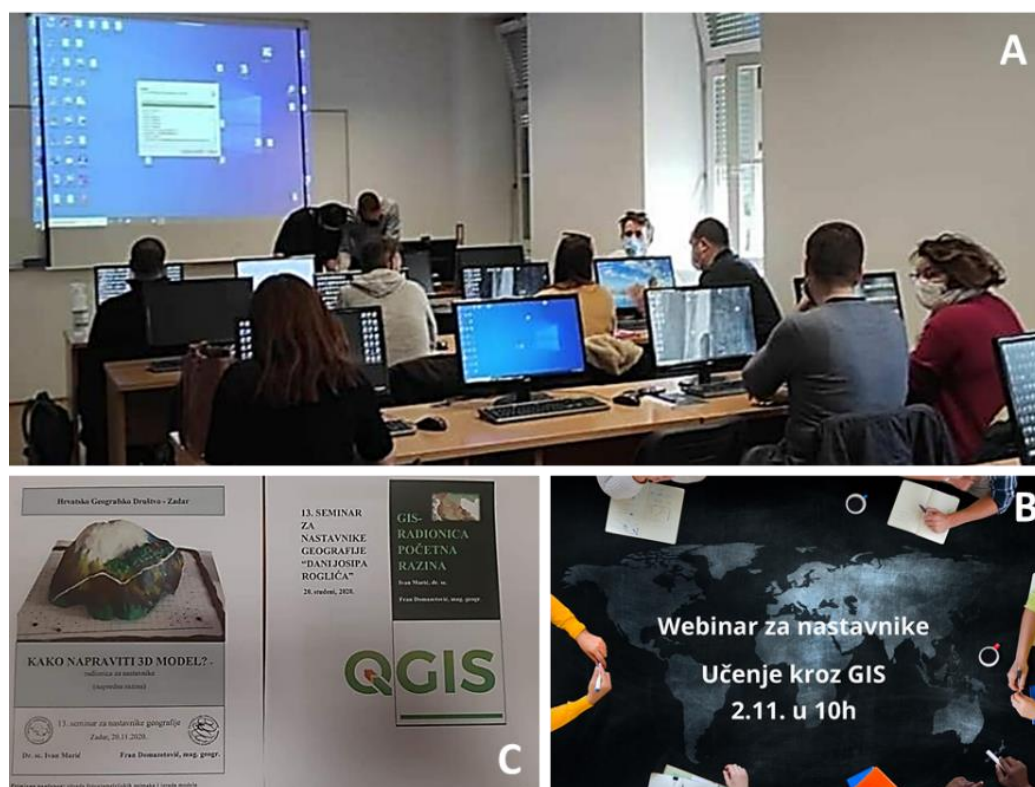 A
Hrvatsko Geografsko Društvo - Zadar
KAKO NAPRAVITI 3D MODEL? -
radionica za nastavnike
(napredna razina)
13. seminar za nastavnike geografije
Zadar, 20.11.2020.
Dr. sc. Ivan Marić
Fran Domazetović, mag. geogr.
13. SEMINAR
ZA
NASTAVNIKE
GEOGRAFIJE
"DANI JOSIPA
ROGLIĆA"
20. studeni, 2020.
GIS-
RADIONICA
POČETNA
RAZINA
Ivan Marić, dr. sc.
Fran Domazetović, mag. geogr.
QGIS
C
B
Webinar za nastavnike
Učenje kroz GIS
2.11. u 10h